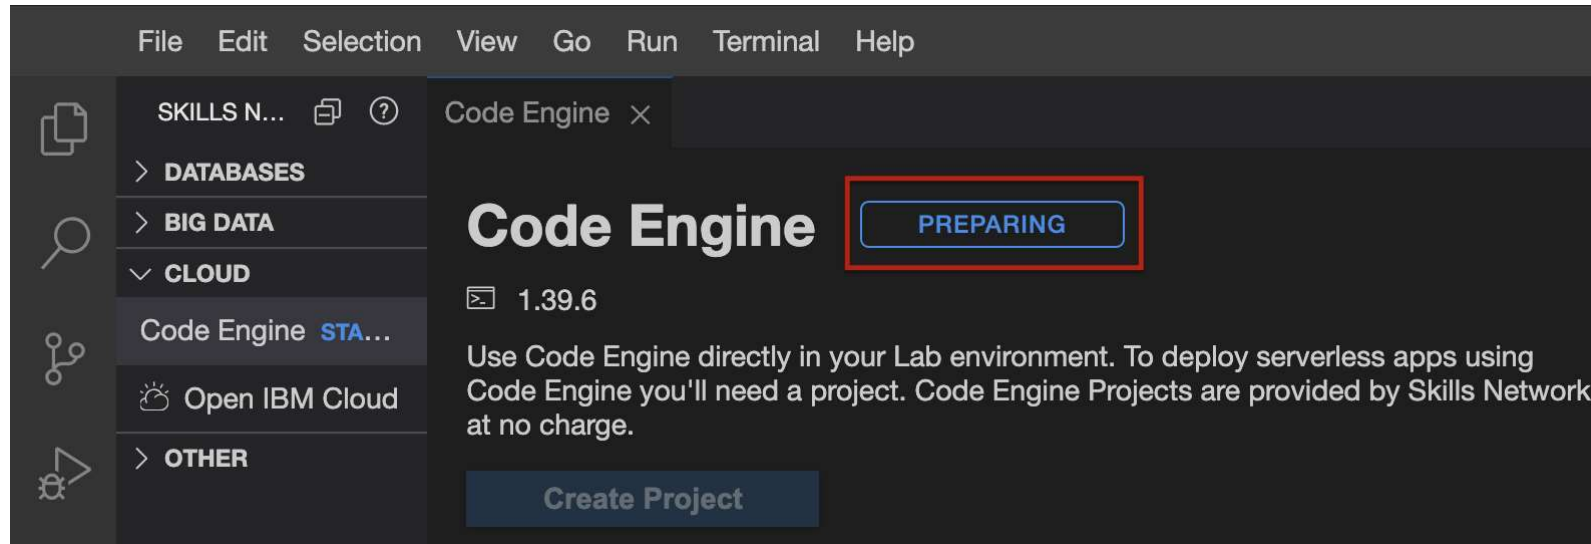 File Edit Selection View Go Run Terminal Help
SKILLS N...
Code Engine
DATABASES
BIG DATA
CLOUD
Code Engine STA...
Open IBM Cloud
OTHER
Code Engine PREPARING
1.39.6
Use Code Engine directly in your Lab environment. To deploy serverless apps using
Code Engine you'll need a project. Code Engine Projects are provided by Skills Network
at no charge.
Create Project